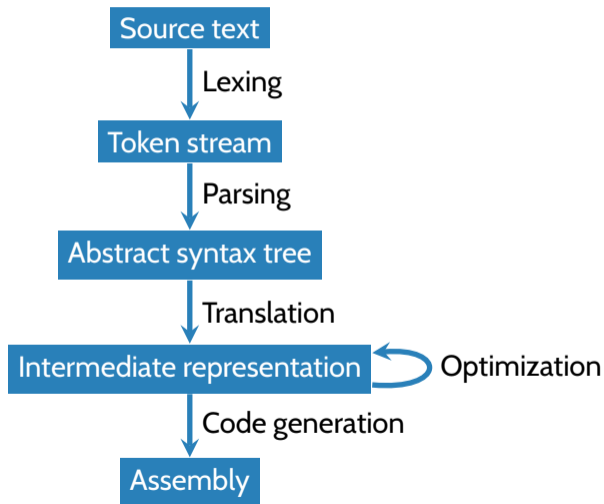 Source text
Lexing
Token stream
Parsing
Abstract syntax tree
Translation
Intermediate representation
Optimization
Code generation
Assembly